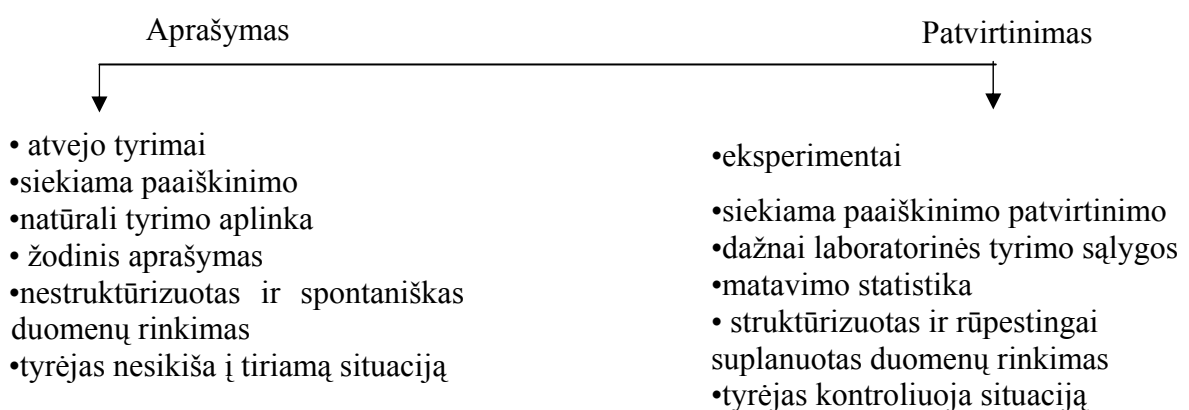 Aprašymas
Patvirtinimas
• atvejo tyrimai
•siekiama paaiškinimo
•natūrali tyrimo aplinka
• žodinis aprašymas
•nestruktūrizuotas ir spontaniškas
duomenų rinkimas
•tyrėjas nesikiša į tiriamą situaciją
•eksperimentai
•siekiama paaiškinimo patvirtinimo
•dažnai laboratorinės tyrimo sąlygos
•matavimo statistika
• struktūrizuotas ir rūpestingai
suplanuotas duomenų rinkimas
•tyrėjas kontroliuoja situaciją